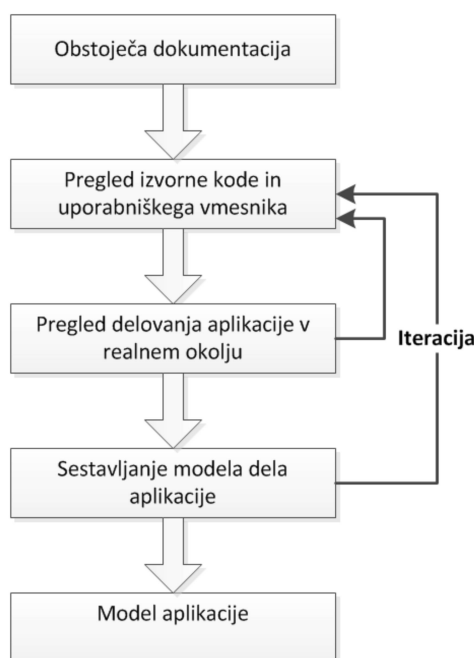 Obstoječa dokumentacija
Pregled izvorne kode in
uporabniškega vmesnika
Pregled delovanja aplikacije v
realnem okolju
Iteracija
Sestavljanje modela dela
aplikacije
Model aplikacije